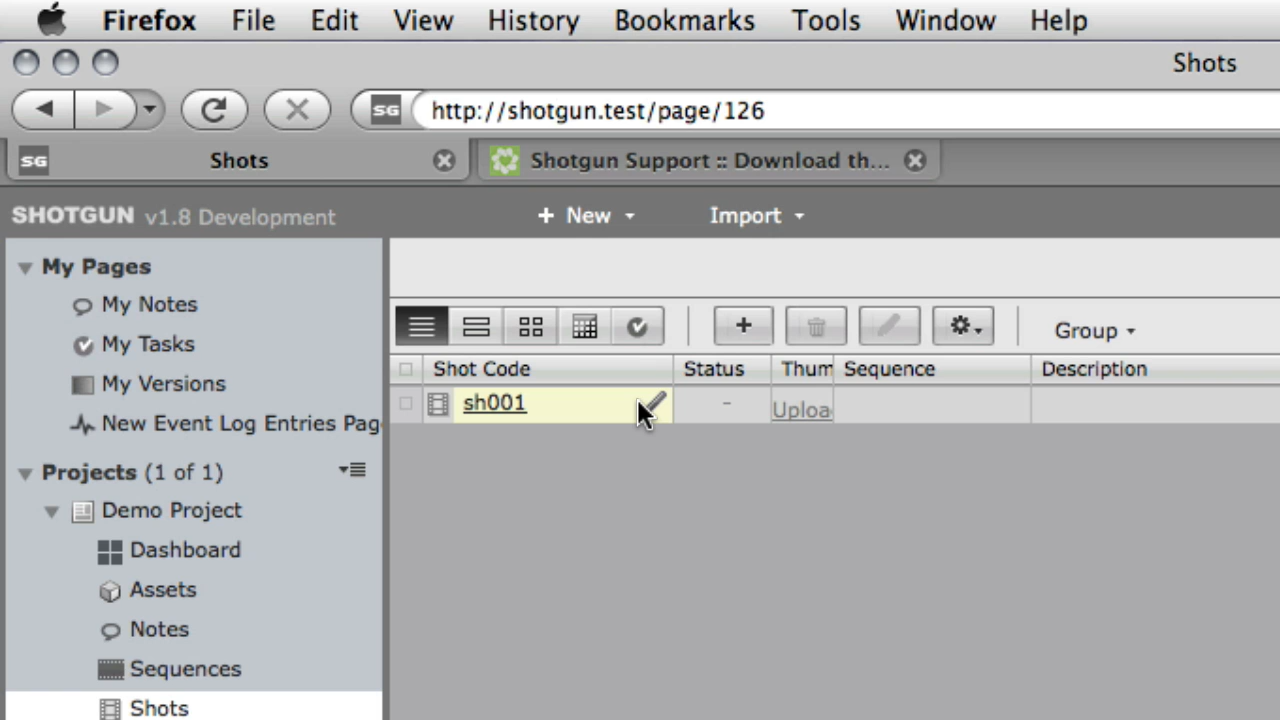 Firefox File Edit View History Bookmarks Tools Window Help
Shots
SG http://shotgun.test/page/126
SG Shots Shotgun Support :: Download th...
SHOTGUN v1.8 Development + New Import
My Pages
My Notes
My Tasks
My Versions
New Event Log Entries Pag
Projects (1 of 1)
Demo Project
Dashboard
Assets
Notes
Sequences
Shots
Group
Shot Code Status Thum Sequence Description
sh001 - Uploa